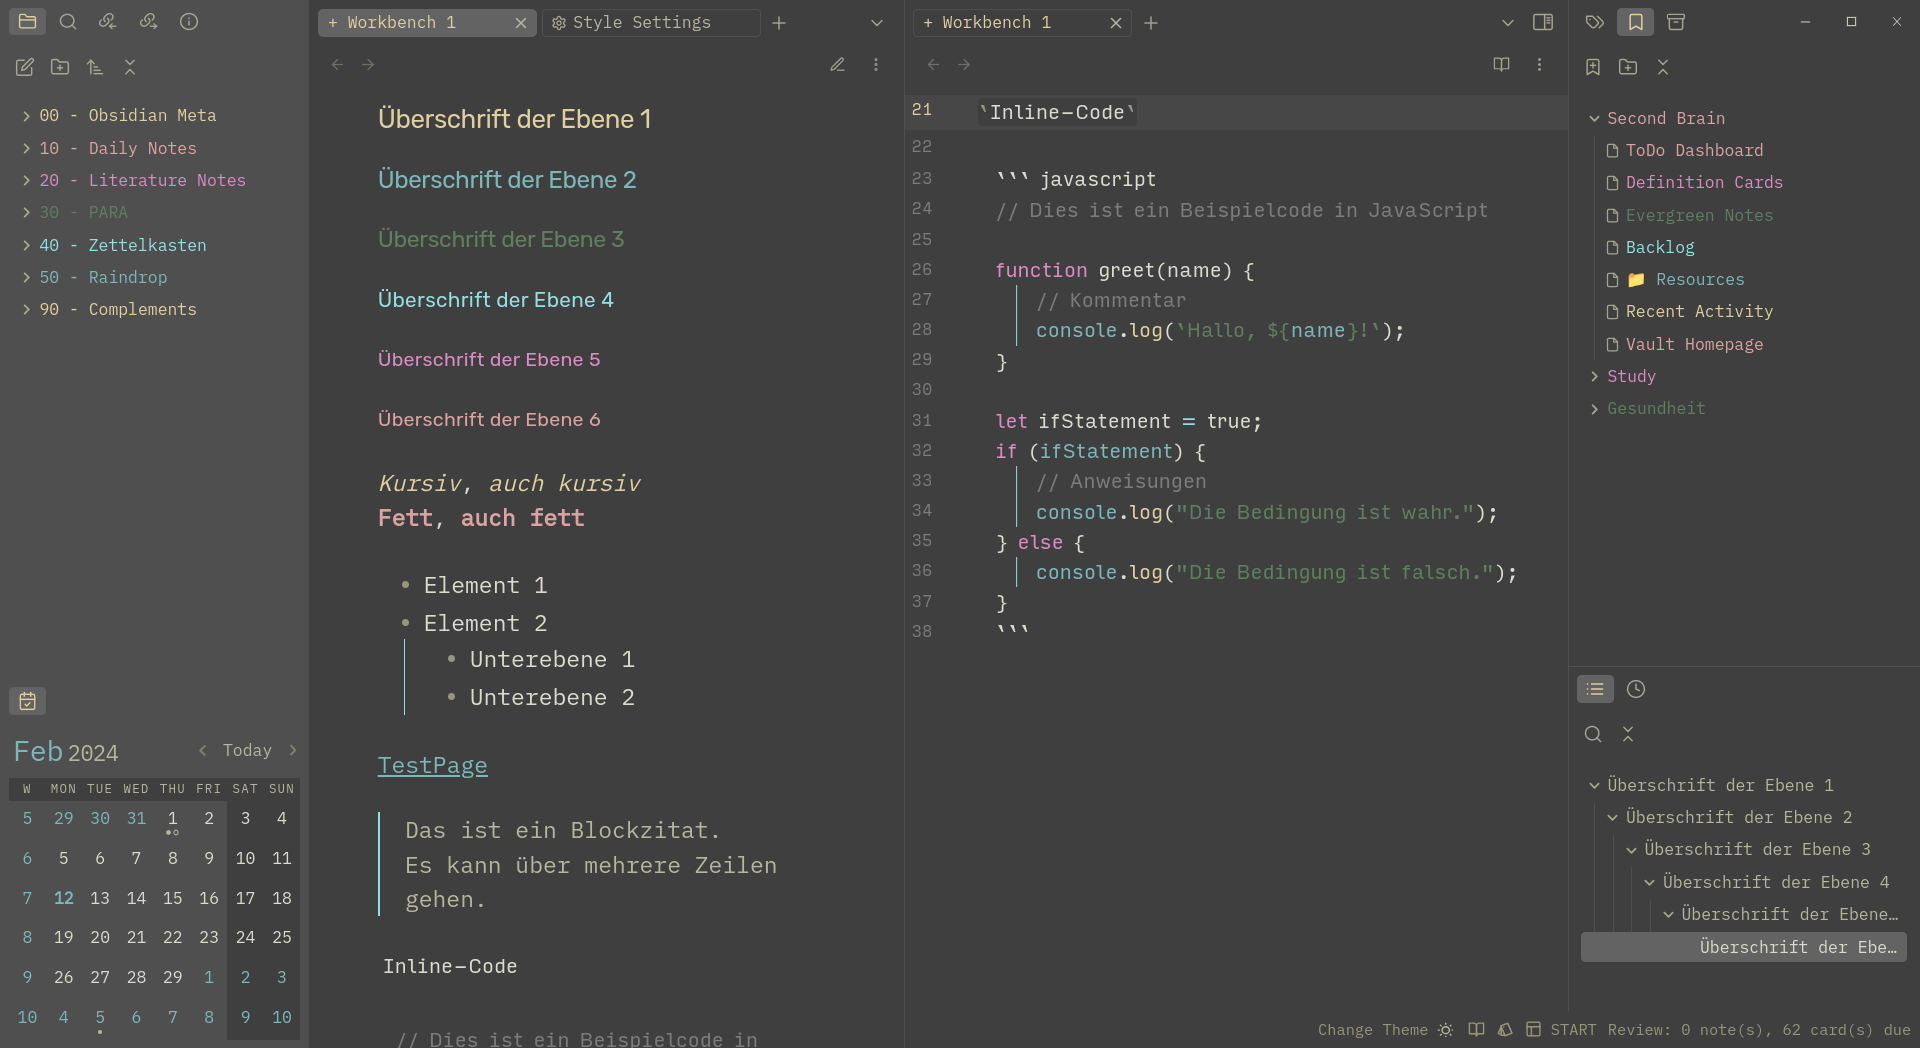 00 - Obsidian Meta
10 - Daily Notes
20 - Literature Notes
30 - PARA
40 - Zettelkasten
50 - Raindrop
90 - Complements
Feb 2024
Today
W MON TUE WED THU FRI SAT SUN
5 29 30 31 1 2 3 4
6 5 6 7 8 9 10 11
7 12 13 14 15 16 17 18
8 19 20 21 22 23 24 25
9 26 27 28 29 1 2 3
10 4 5 6 7 8 9 10
+ Workbench 1
Style Settings
Überschrift der Ebene 1
Überschrift der Ebene 2
Überschrift der Ebene 3
Überschrift der Ebene 4
Überschrift der Ebene 5
Überschrift der Ebene 6
Kursiv, auch kursiv
Fett, auch fett
• Element 1
• Element 2
• Unterebene 1
• Unterebene 2
TestPage
Das ist ein Blockzitat.
Es kann über mehrere Zeilen
gehen.
Inline-Code
// Dies ist ein Beispielcode in
+ Workbench 1
21 `Inline-Code`
22
23 ``` javascript
24 // Dies ist ein Beispielcode in JavaScript
25
26 function greet(name) {
27 // Kommentar
28 console.log(`Hallo, ${name}!`);
29 }
30
31 let ifStatement = true;
32 if (ifStatement) {
33 // Anweisungen
34 console.log("Die Bedingung ist wahr.");
35 } else {
36 console.log("Die Bedingung ist falsch.");
37 }
38 ```
Second Brain
ToDo Dashboard
Definition Cards
Evergreen Notes
Backlog
📁 Resources
Recent Activity
Vault Homepage
Study
Gesundheit
Überschrift der Ebene 1
Überschrift der Ebene 2
Überschrift der Ebene 3
Überschrift der Ebene 4
Überschrift der Ebene…
Überschrift der Ebe…
Change Theme START Review: 0 note(s), 62 card(s) due